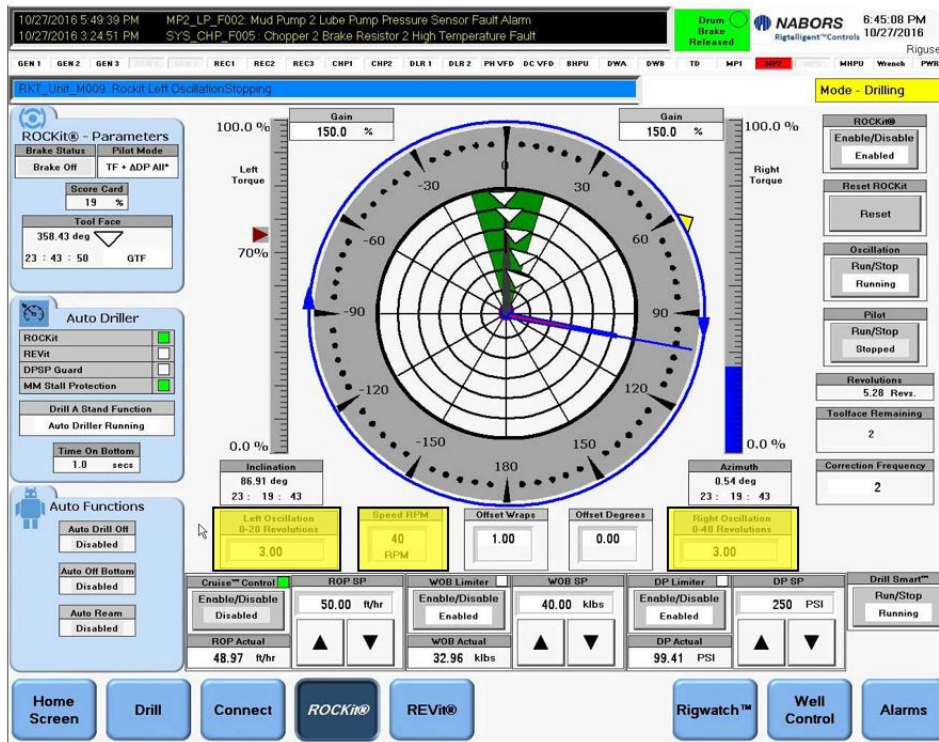 10/27/2016 5:49:39 PM MP2_LP_F002: Mud Pump 2 Lube Pump Pressure Sensor Fault Alarm
10/27/2016 3:24:51 PM SYS_CHP_F005 : Chopper 2 Brake Resistor 2 High Temperature Fault
Drum
Brake
Released
NABORS
Rigtelligent™Controls
6:45:08 PM
10/27/2016
Riguse
GEN 1 GEN 2 GEN 3 REC1 REC2 REC3 CHP1 CHP2 DLR 1 DLR 2 PH VFD DC VFD BHPU DWA DWB TD MP1 MP2 MHPU Wrench PWR
RKT_Unit_M009: Rockit Left OscillationStopping
Mode - Drilling
ROCKit® - Parameters
Brake Status Pilot Mode
Brake Off TF + ΔDP All*
Score Card
19 %
Tool Face
358.43 deg
23 : 43 : 50 GTF
Auto Driller
ROCKit
REVit
DPSP Guard
MM Stall Protection
Drill A Stand Function
Auto Driller Running
Time On Bottom
1.0 secs
Auto Functions
Auto Drill Off
Disabled
Auto Off Bottom
Disabled
Auto Ream
Disabled
100.0 %
Gain
150.0 %
Left
Torque
70%
0.0 %
0
30
60
90
120
150
180
-150
-120
-90
-60
-30
Gain
150.0 %
100.0 %
Right
Torque
0.0 %
Inclination
86.91 deg
23 : 19 : 43
Azimuth
0.54 deg
23 : 19 : 43
Left Oscillation
0-20 Revolutions
3.00
Speed RPM
40
RPM
Offset Wraps
1.00
Offset Degrees
0.00
Right Oscillation
0-40 Revolutions
3.00
ROCKit®
Enable/Disable
Enabled
Reset ROCKit
Reset
Oscillation
Run/Stop
Running
Pilot
Run/Stop
Stopped
Revolutions
5.28 Revs.
Toolface Remaining
2
Correction Frequency
2
Cruise™ Control
Enable/Disable
Disabled
ROP Actual
48.97 ft/hr
ROP SP
50.00 ft/hr
WOB Limiter
Enable/Disable
Enabled
WOB Actual
32.96 klbs
WOB SP
40.00 klbs
DP Limiter
Enable/Disable
Enabled
DP Actual
99.41 PSI
DP SP
250 PSI
Drill Smart™
Run/Stop
Running
Home
Screen
Drill
Connect
ROCKit®
REVit®
Rigwatch™
Well
Control
Alarms